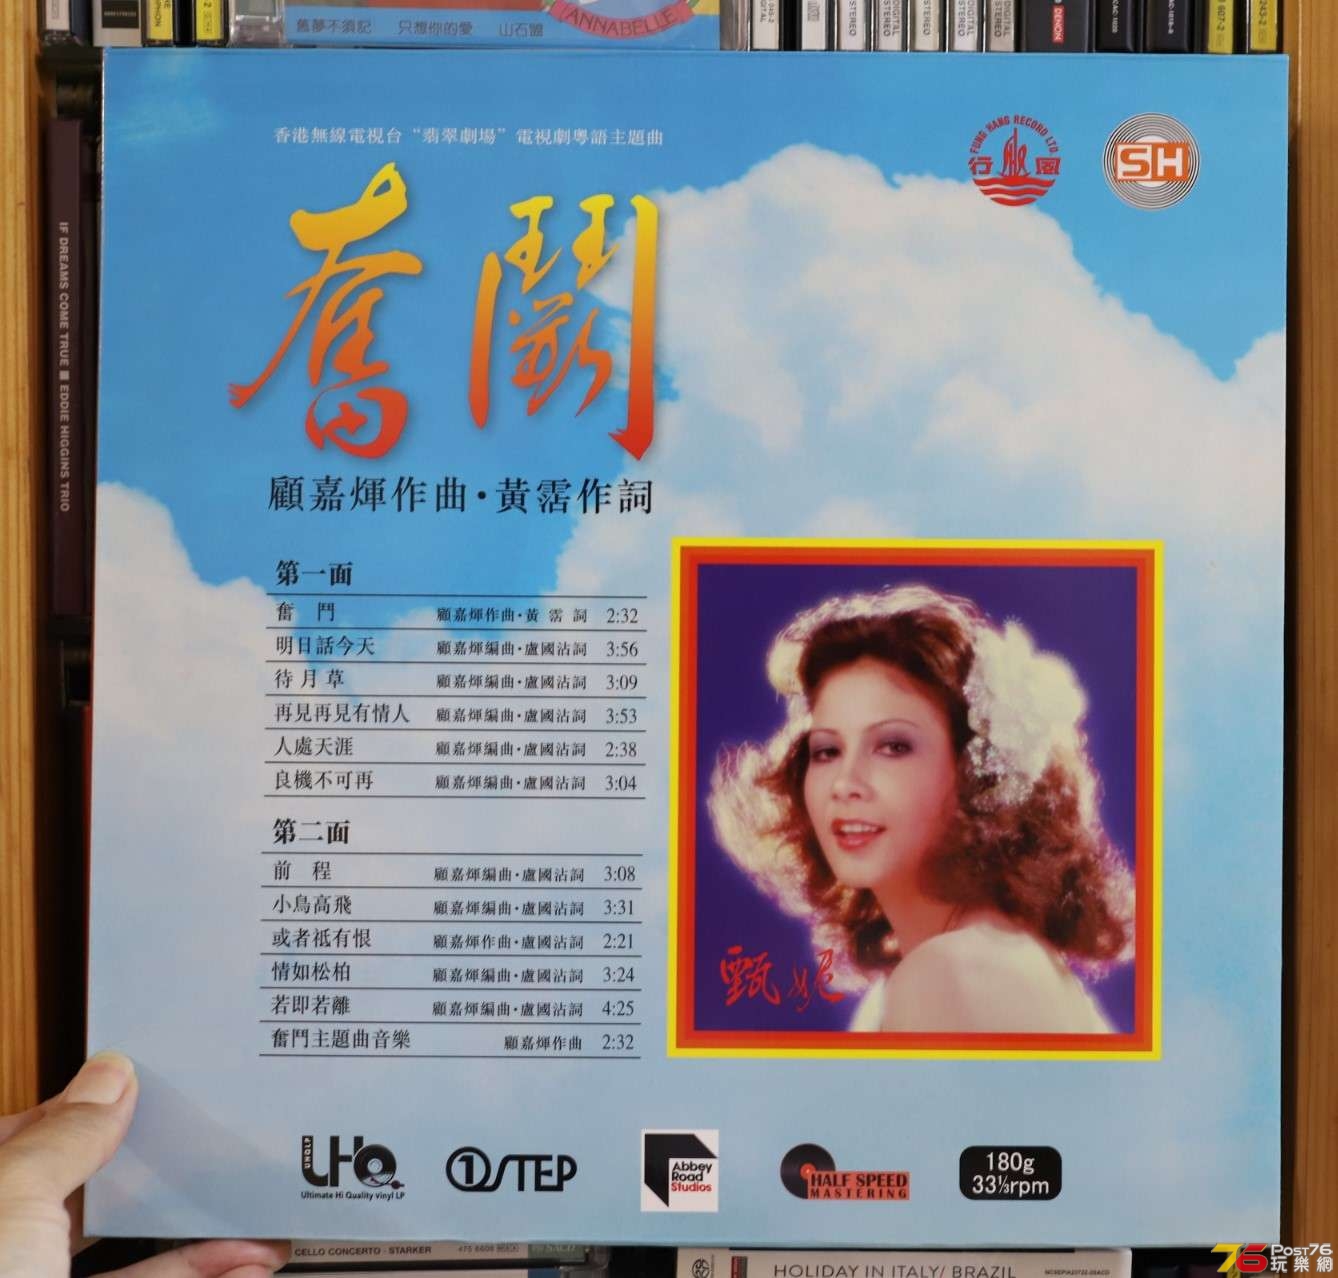 舊夢不須記 只想你的愛 山石盟
ANNABELLE
DENON
IF DREAMS COME TRUE ■ EDDIE HIGGINS TRIO
香港無線電視台“翡翠劇場”電視劇粵語主題曲
FUNG HANG RECORD LTD
行 風
SH
奮鬬
顧嘉煇作曲・黃霑作詞
第一面
奮 鬥 顧嘉煇作曲・黃 霑 詞 2:32
明日話今天 顧嘉煇編曲・盧國沾詞 3:56
待月草 顧嘉煇編曲・盧國沾詞 3:09
再見再見有情人 顧嘉煇編曲・盧國沾詞 3:53
人處天涯 顧嘉煇編曲・盧國沾詞 2:38
良機不可再 顧嘉煇編曲・盧國沾詞 3:04
第二面
前 程 顧嘉煇編曲・盧國沾詞 3:08
小鳥高飛 顧嘉煇編曲・盧國沾詞 3:31
或者祗有恨 顧嘉煇作曲・盧國沾詞 2:21
情如松柏 顧嘉煇編曲・盧國沾詞 3:24
若即若離 顧嘉煇編曲・盧國沾詞 4:25
奮鬥主題曲音樂 顧嘉煇作曲 2:32
甄妮
UHQ
Ultimate Hi Quality vinyl LP
1STEP
Abbey
Road
Studios
HALF SPEED
MASTERING
180g
33⅓rpm
CELLO CONCERTO - STARKER
HOLIDAY IN ITALY/ BRAZIL
76 POST76
玩樂網